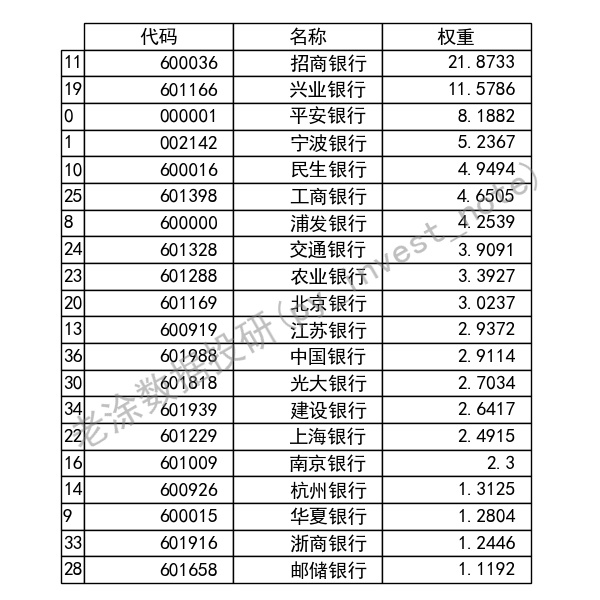 代码 名称 权重
11 600036 招商银行 21.8733
19 601166 兴业银行 11.5786
0 000001 平安银行 8.1882
1 002142 宁波银行 5.2367
10 600016 民生银行 4.9494
25 601398 工商银行 4.6505
8 600000 浦发银行 4.2539
24 601328 交通银行 3.9091
23 601288 农业银行 3.3927
20 601169 北京银行 3.0237
13 600919 江苏银行 2.9372
36 601988 中国银行 2.9114
30 601818 光大银行 2.7034
34 601939 建设银行 2.6417
22 601229 上海银行 2.4915
16 601009 南京银行 2.3
14 600926 杭州银行 1.3125
9 600015 华夏银行 1.2804
33 601916 浙商银行 1.2446
28 601658 邮储银行 1.1192
老涂数据投研(by invest_note)